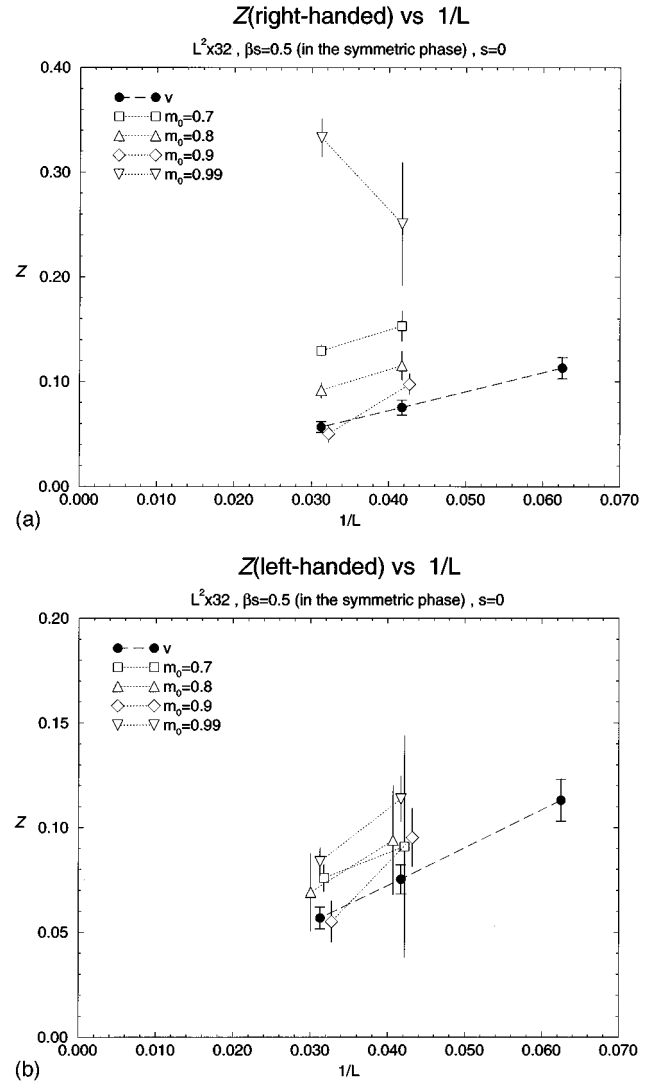 Z(right-handed) vs 1/L
L²x32 , βs=0.5 (in the symmetric phase) , s=0
0.40
v
m₀=0.7
m₀=0.8
0.30
m₀=0.9
m₀=0.99
z
0.20
0.10
0.00
0.000 0.010 0.020 0.030 0.040 0.050 0.060 0.070
(a)
1/L
Z(left-handed) vs 1/L
L²x32 , βs=0.5 (in the symmetric phase) , s=0
0.20
v
m₀=0.7
m₀=0.8
m₀=0.9
0.15
m₀=0.99
z
0.10
0.05
0.00
0.000 0.010 0.020 0.030 0.040 0.050 0.060 0.070
(b)
1/L